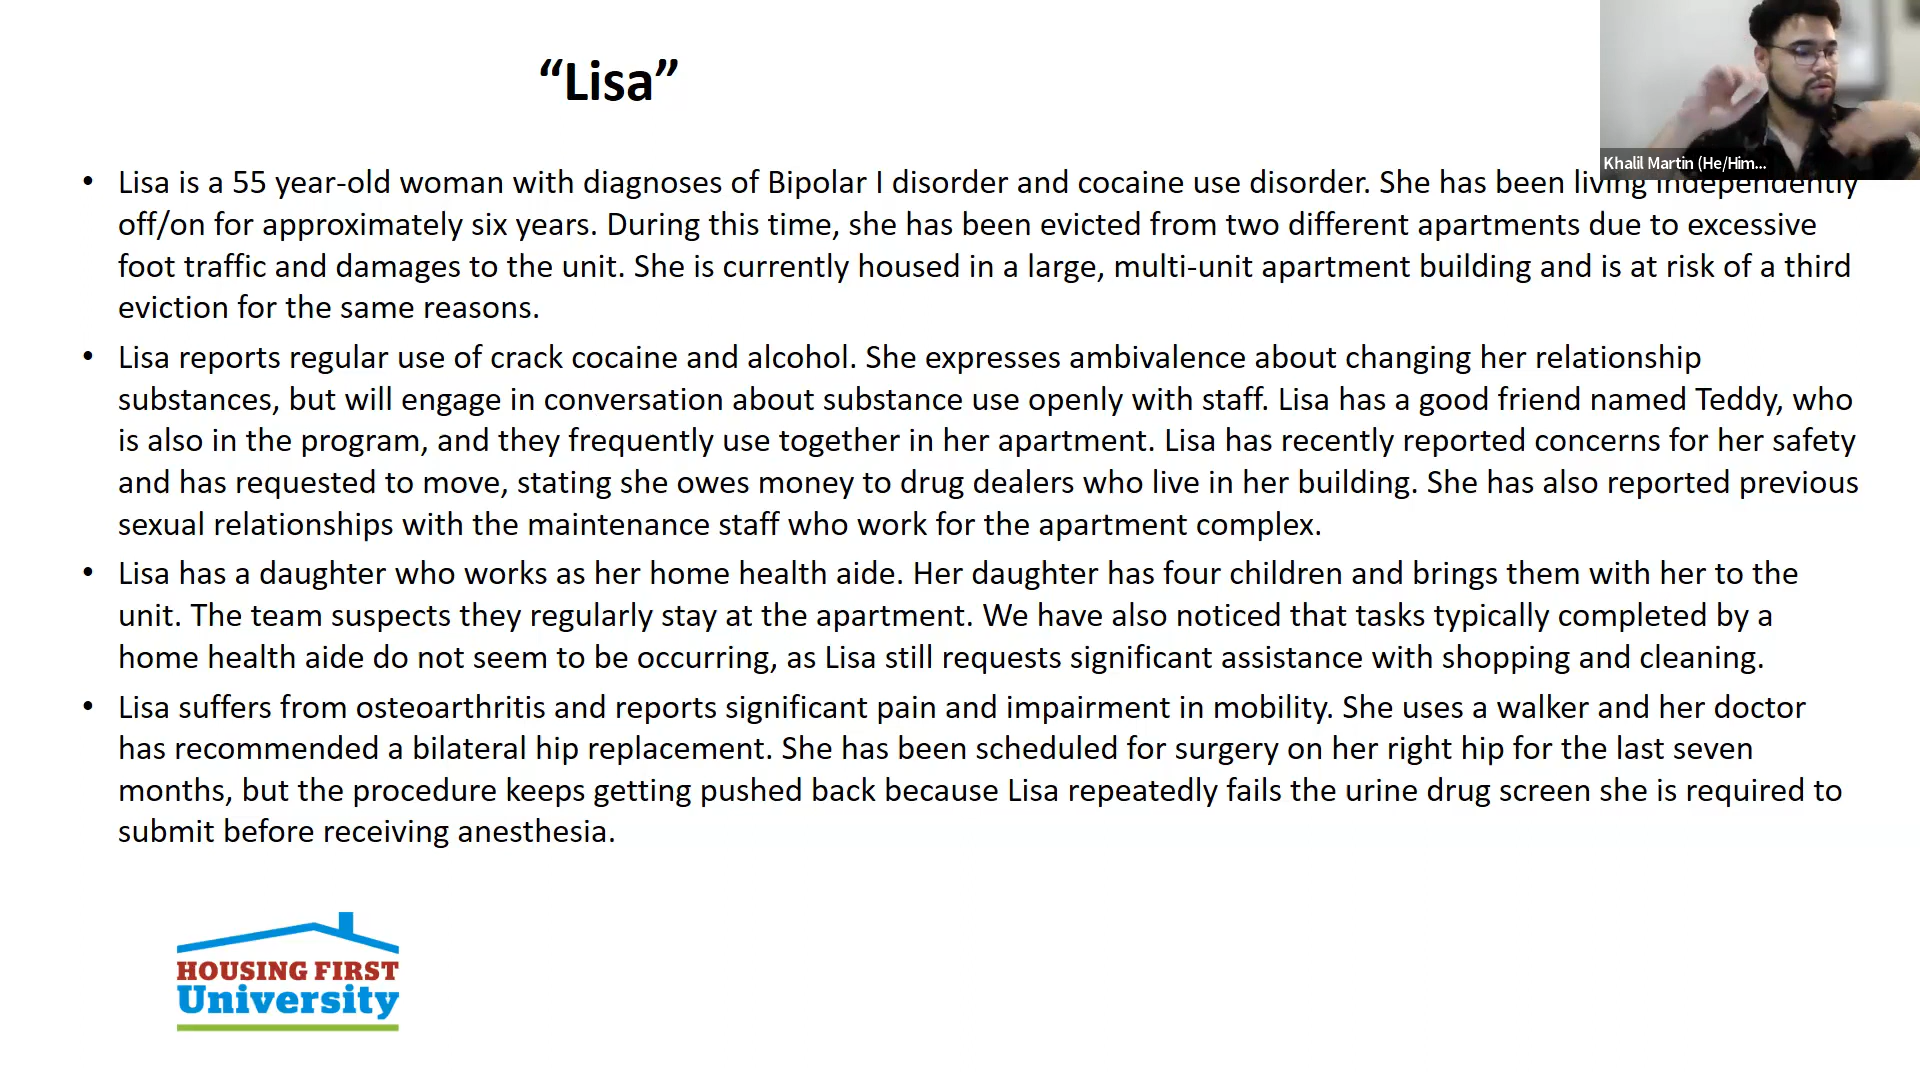 “Lisa”
Khalil Martin (He/Him...
• Lisa is a 55 year-old woman with diagnoses of Bipolar I disorder and cocaine use disorder. She has been living independently
off/on for approximately six years. During this time, she has been evicted from two different apartments due to excessive
foot traffic and damages to the unit. She is currently housed in a large, multi-unit apartment building and is at risk of a third
eviction for the same reasons.
• Lisa reports regular use of crack cocaine and alcohol. She expresses ambivalence about changing her relationship
substances, but will engage in conversation about substance use openly with staff. Lisa has a good friend named Teddy, who
is also in the program, and they frequently use together in her apartment. Lisa has recently reported concerns for her safety
and has requested to move, stating she owes money to drug dealers who live in her building. She has also reported previous
sexual relationships with the maintenance staff who work for the apartment complex.
• Lisa has a daughter who works as her home health aide. Her daughter has four children and brings them with her to the
unit. The team suspects they regularly stay at the apartment. We have also noticed that tasks typically completed by a
home health aide do not seem to be occurring, as Lisa still requests significant assistance with shopping and cleaning.
• Lisa suffers from osteoarthritis and reports significant pain and impairment in mobility. She uses a walker and her doctor
has recommended a bilateral hip replacement. She has been scheduled for surgery on her right hip for the last seven
months, but the procedure keeps getting pushed back because Lisa repeatedly fails the urine drug screen she is required to
submit before receiving anesthesia.
HOUSING FIRST
University